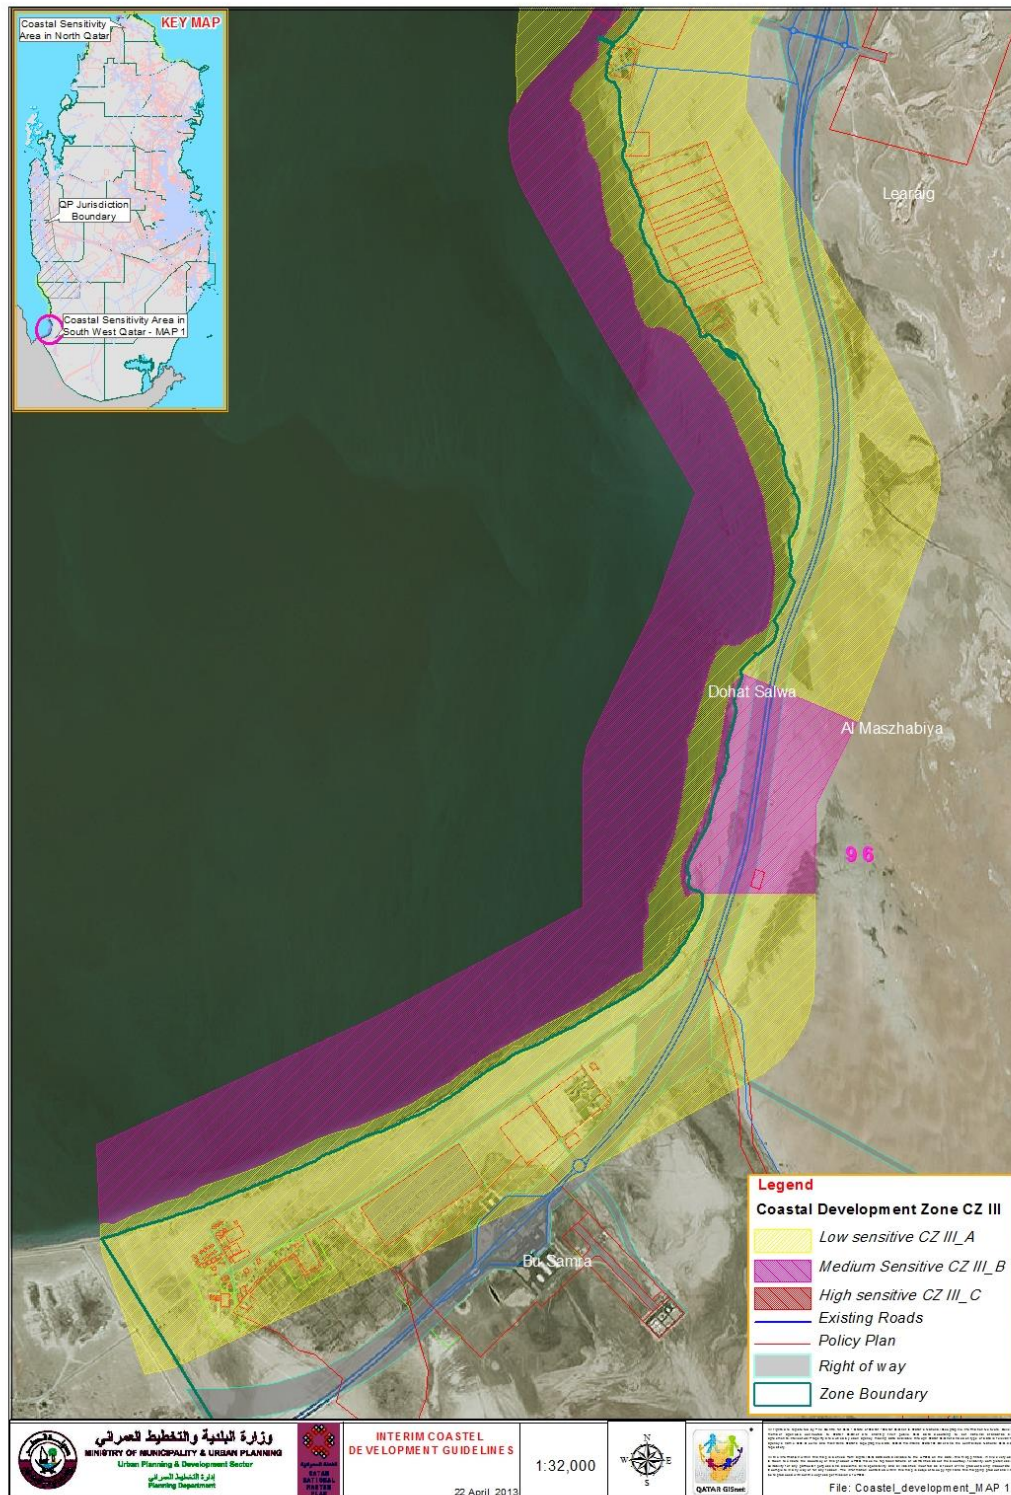 Coastal Sensitivity
Area in North Qatar
KEY MAP
QP Jurisdiction
Boundary
Coastal Sensitivity Area in
South West Qatar - MAP 1
Learaig
Dohat Salwa
Al Maszhabiya
96
Bu Samra
Legend
Coastal Development Zone CZ III
Low sensitive CZ III_A
Medium Sensitive CZ III_B
High sensitive CZ III_C
Existing Roads
Policy Plan
Right of way
Zone Boundary
وزارة البلدية والتخطيط العمراني
MINISTRY OF MUNICIPALITY & URBAN PLANNING
Urban Planning & Development Sector
إدارة التخطيط العمراني
Planning Department
QATAR
NATIONAL
MASTER
PLAN
INTERIM COASTEL
DEVELOPMENT GUIDELINES
22 April, 2013
1:32,000
N
W
E
S
QATAR GISnet
File: Coastel_development_MAP 1